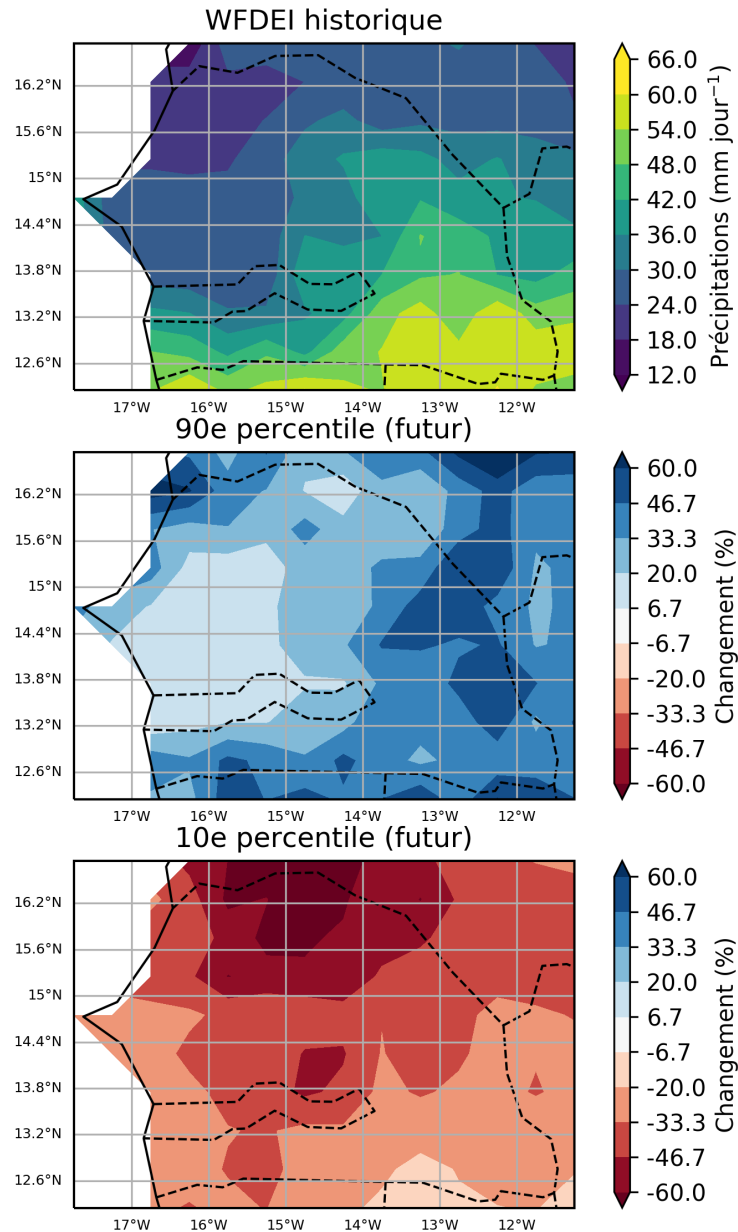 WFDEI historique
16.2°N
15.6°N
15°N
14.4°N
13.8°N
13.2°N
12.6°N
17°W 16°W 15°W 14°W 13°W 12°W
66.0
60.0
54.0
48.0
42.0
36.0
30.0
24.0
18.0
12.0
Précipitations (mm jour⁻¹)
90e percentile (futur)
16.2°N
15.6°N
15°N
14.4°N
13.8°N
13.2°N
12.6°N
17°W 16°W 15°W 14°W 13°W 12°W
60.0
46.7
33.3
20.0
6.7
-6.7
-20.0
-33.3
-46.7
-60.0
Changement (%)
10e percentile (futur)
16.2°N
15.6°N
15°N
14.4°N
13.8°N
13.2°N
12.6°N
17°W 16°W 15°W 14°W 13°W 12°W
60.0
46.7
33.3
20.0
6.7
-6.7
-20.0
-33.3
-46.7
-60.0
Changement (%)